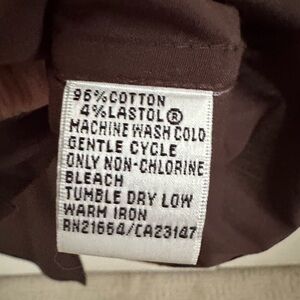 96%COTTON
4%LASTOL®
MACHINE WASH COLD
GENTLE CYCLE
ONLY NON-CHLORINE
BLEACH
TUMBLE DRY LOW
WARM IRON
RN21664/CA23147